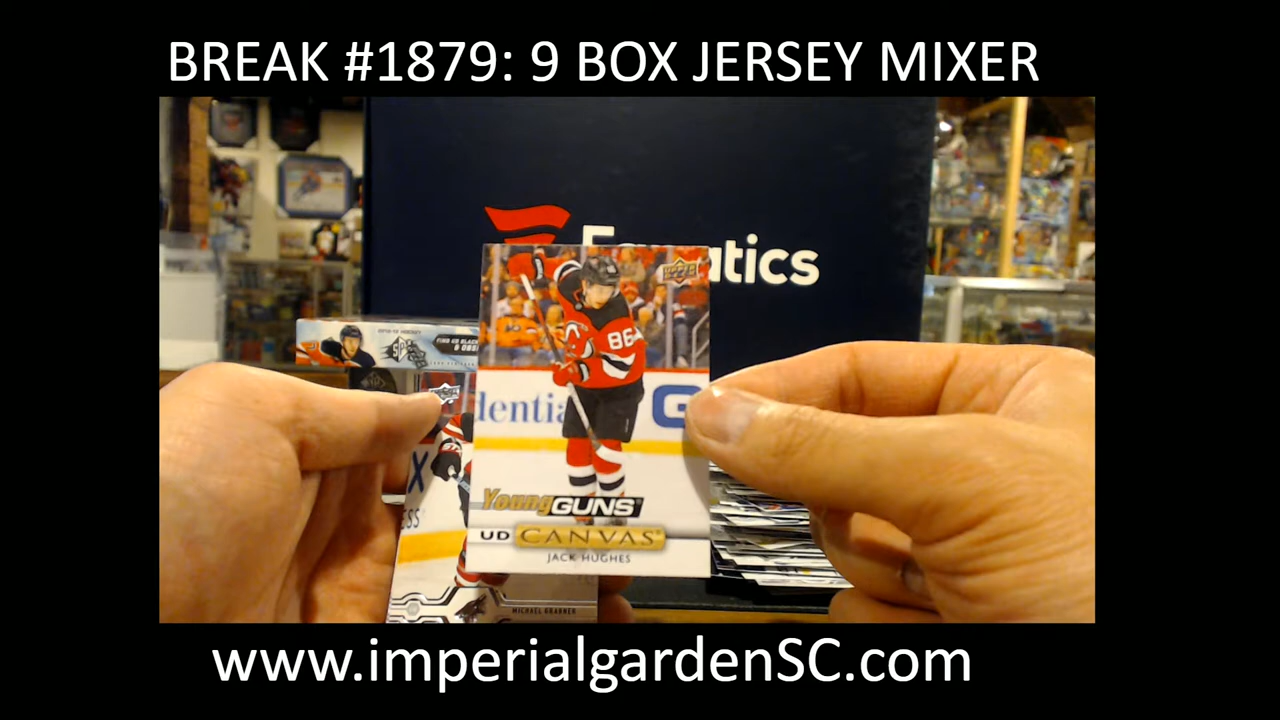 BREAK #1879: 9 BOX JERSEY MIXER
Fanatics
86
dentia
G
Young GUNS
UD CANVAS
JACK HUGHES
MICHAEL GRABNER
www.imperialgardenSC.com